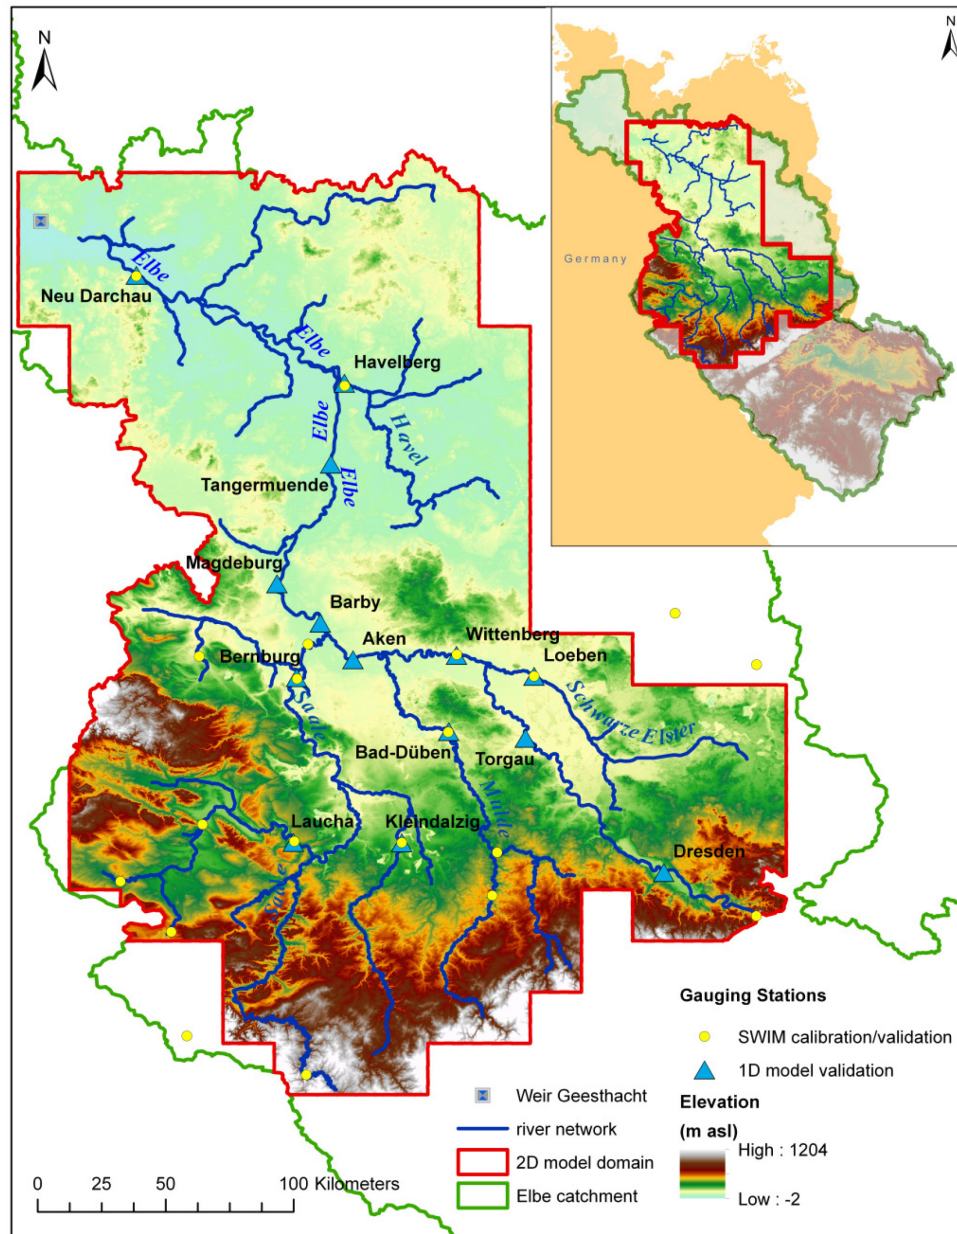 N
N
Germany
Elbe
Neu Darchau
Elbe
Havelberg
Elbe
Havel
Elbe
Tangermuende
Magdeburg
Barby
Aken
Wittenberg
Bernburg
Loeben
Saale
Schwarze Elster
Bad-Düben
Torgau
Mulde
Laucha
Kleindalzig
Dresden
Saale
Gauging Stations
SWIM calibration/validation
1D model validation
Weir Geesthacht
river network
2D model domain
Elbe catchment
Elevation
(m asl)
High : 1204
Low : -2
0 25 50 100 Kilometers